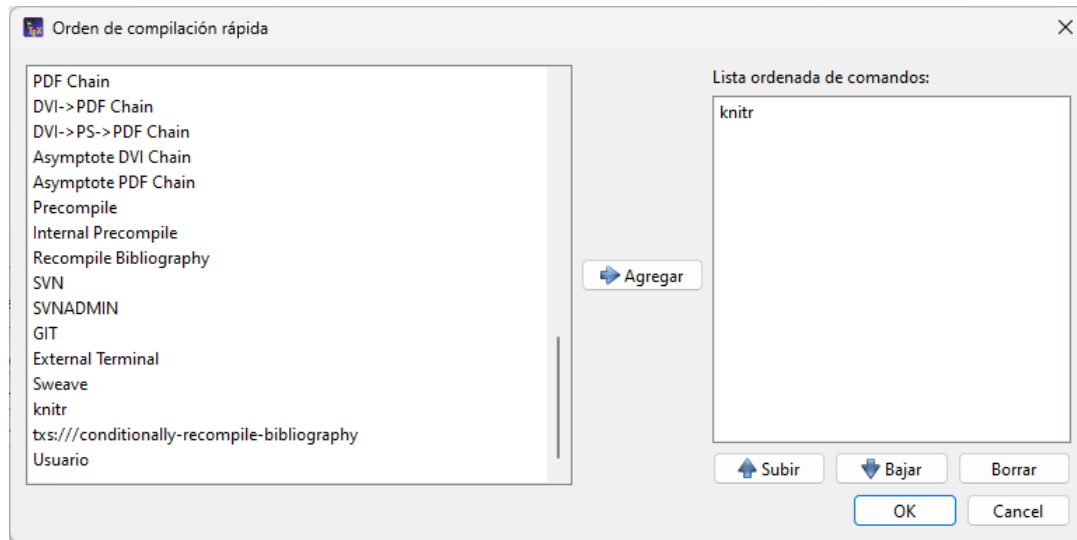 Orden de compilación rápida
PDF Chain
DVI->PDF Chain
DVI->PS->PDF Chain
Asymptote DVI Chain
Asymptote PDF Chain
Precompile
Internal Precompile
Recompile Bibliography
SVN
SVNADMIN
GIT
External Terminal
Sweave
knitr
txs:///conditionally-recompile-bibliography
Usuario
Agregar
Lista ordenada de comandos:
knitr
Subir
Bajar
Borrar
OK
Cancel